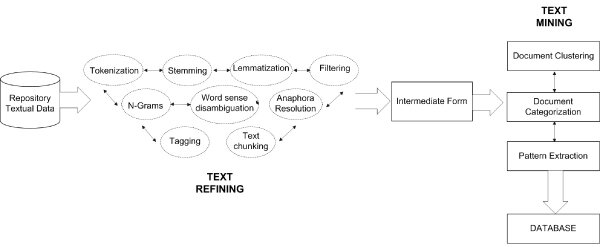 TEXT
MINING
Document Clustering
Tokenization
Stemming
Lemmatization
Filtering
Repository
Textual Data
N-Grams
Word sense
disambiguation
Anaphora
Resolution
Intermediate Form
Document
Categorization
Tagging
Text
chunking
Pattern Extraction
TEXT
REFINING
DATABASE